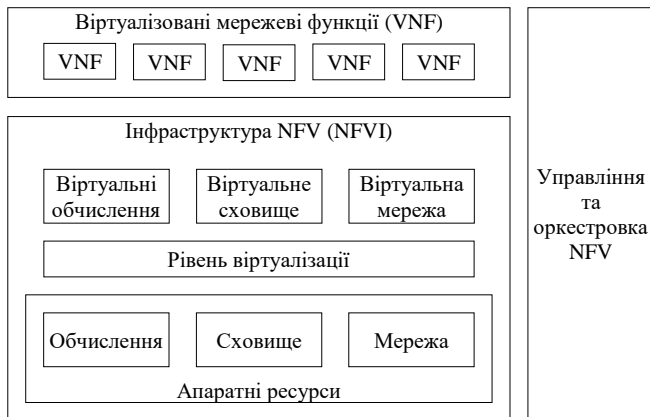 Віртуалізовані мережеві функції (VNF)
VNF VNF VNF VNF VNF
Інфраструктура NFV (NFVI)
Віртуальні
обчислення
Віртуальне
сховище
Віртуальна
мережа
Рівень віртуалізації
Обчислення
Сховище
Мережа
Апаратні ресурси
Управління
та
оркестровка
NFV